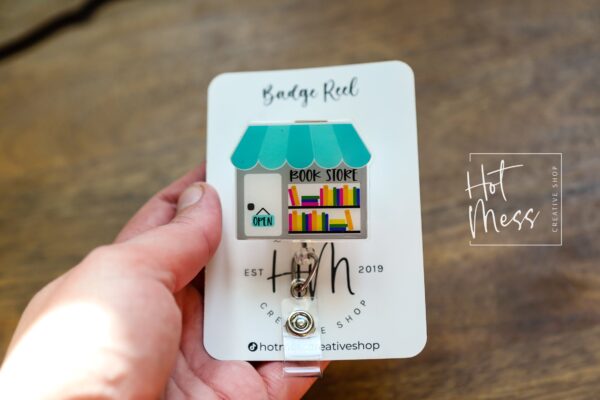 Badge Reel
BOOK STORE
OPEN
EST 2019
CREATIVE SHOP
Hot
Mess
CREATIVE SHOP